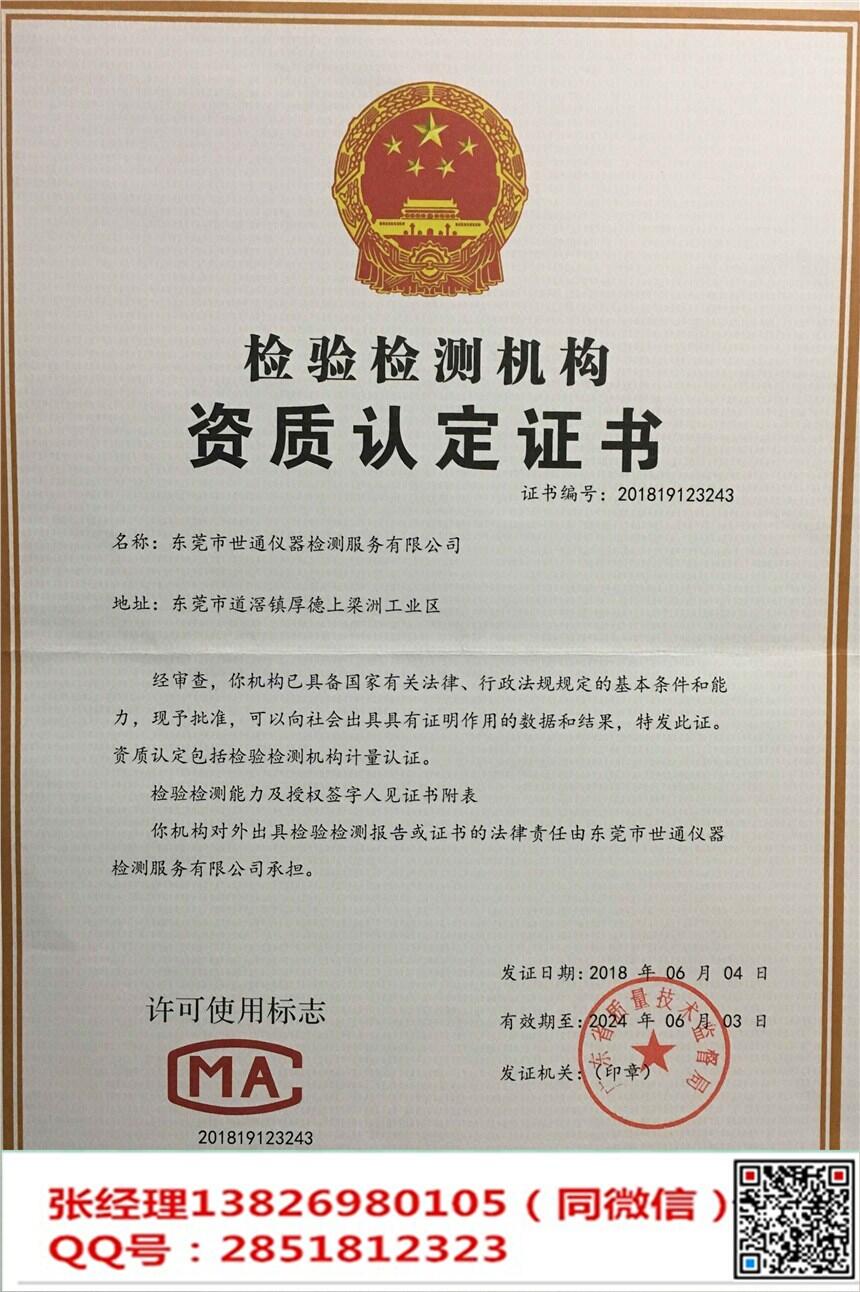 检验检测机构
资质认定证书
证书编号：201819123243
名称：东莞市世通仪器检测服务有限公司
地址：东莞市道滘镇厚德上梁洲工业区
经审查，你机构已具备国家有关法律、行政法规规定的基本条件和能
力，现予批准，可以向社会出具具有证明作用的数据和结果，特发此证。
资质认定包括检验检测机构计量认证。
检验检测能力及授权签字人见证书附表
你机构对外出具检验检测报告或证书的法律责任由东莞市世通仪器
检测服务有限公司承担。
许可使用标志
MA
201819123243
发证日期：2018 年 06 月 04 日
有效期至：2024 年 06 月 03 日
发证机关：（印章）
广东省质量技术监督局
张经理13826980105（同微信）
QQ号：2851812323